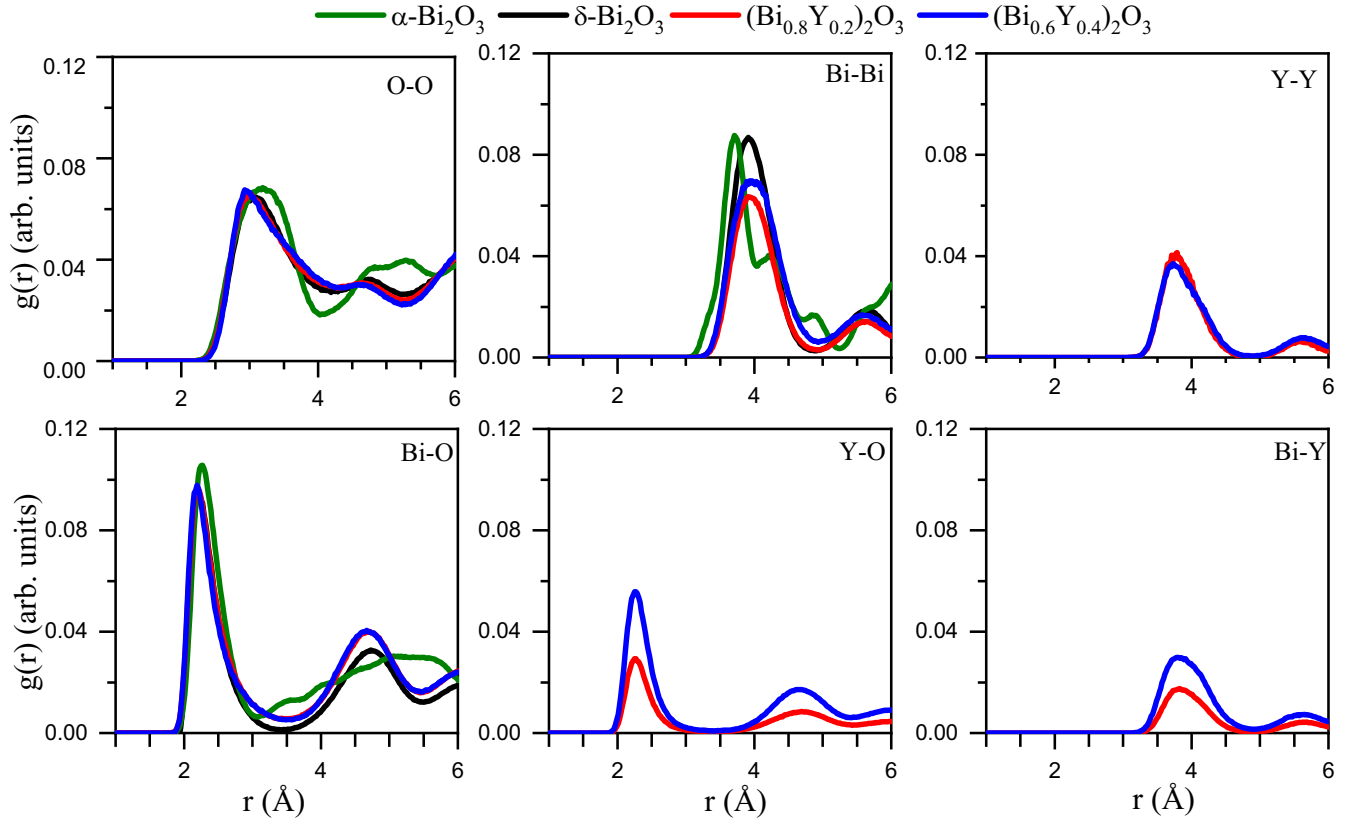 α-Bi₂O₃ δ-Bi₂O₃ (Bi₀.₈Y₀.₂)₂O₃ (Bi₀.₆Y₀.₄)₂O₃
O-O
g(r) (arb. units)
0.12
0.08
0.04
0.00
2 4 6
Bi-Bi
0.12
0.08
0.04
0.00
2 4 6
Y-Y
0.12
0.08
0.04
0.00
2 4 6
Bi-O
g(r) (arb. units)
0.12
0.08
0.04
0.00
2 4 6
r (Å)
Y-O
0.12
0.08
0.04
0.00
2 4 6
r (Å)
Bi-Y
0.12
0.08
0.04
0.00
2 4 6
r (Å)